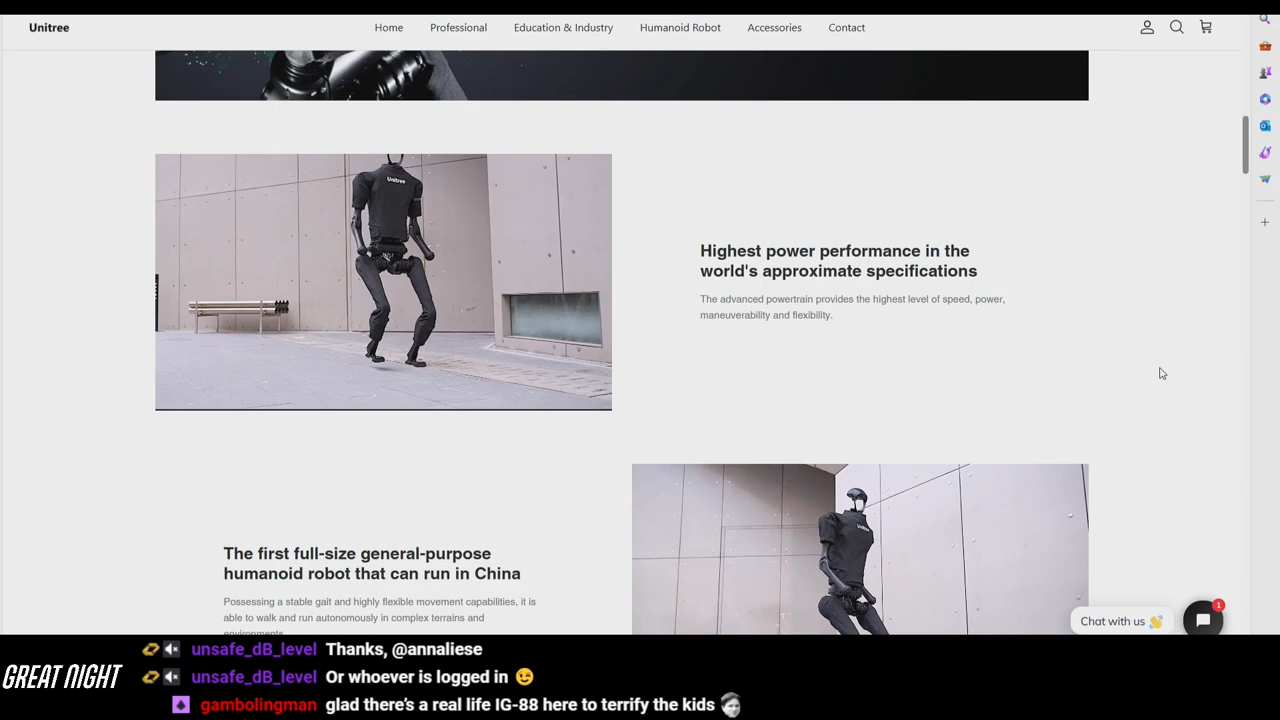 Unitree
Home Professional Education & Industry Humanoid Robot Accessories Contact
Unitree
Highest power performance in the
world's approximate specifications
The advanced powertrain provides the highest level of speed, power,
maneuverability and flexibility.
The first full-size general-purpose
humanoid robot that can run in China
Possessing a stable gait and highly flexible movement capabilities, it is
able to walk and run autonomously in complex terrains and
environments.
Unitree
Chat with us 👋
1
GREAT NIGHT
unsafe_dB_level Thanks, @annaliese
unsafe_dB_level Or whoever is logged in 😉
gambolingman glad there's a real life IG-88 here to terrify the kids